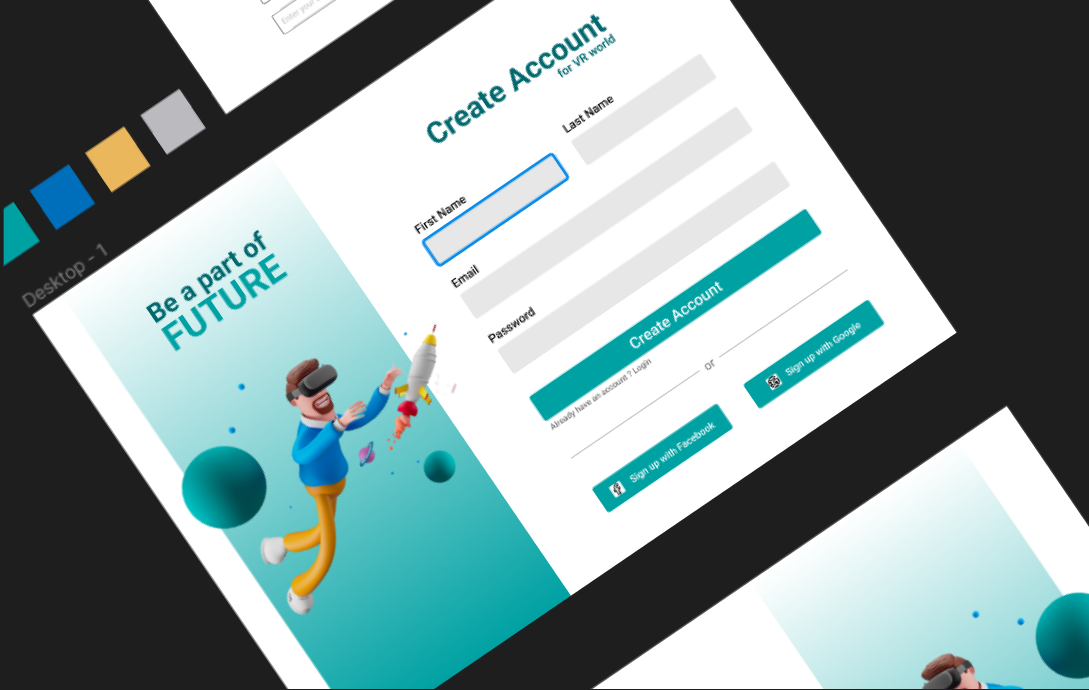 Enter your
Desktop - 1
Be a part of
FUTURE
Create Account
for VR world
First Name
Last Name
Email
Password
Create Account
Already have an account ? Login
or
Sign up with Facebook
Sign up with Google